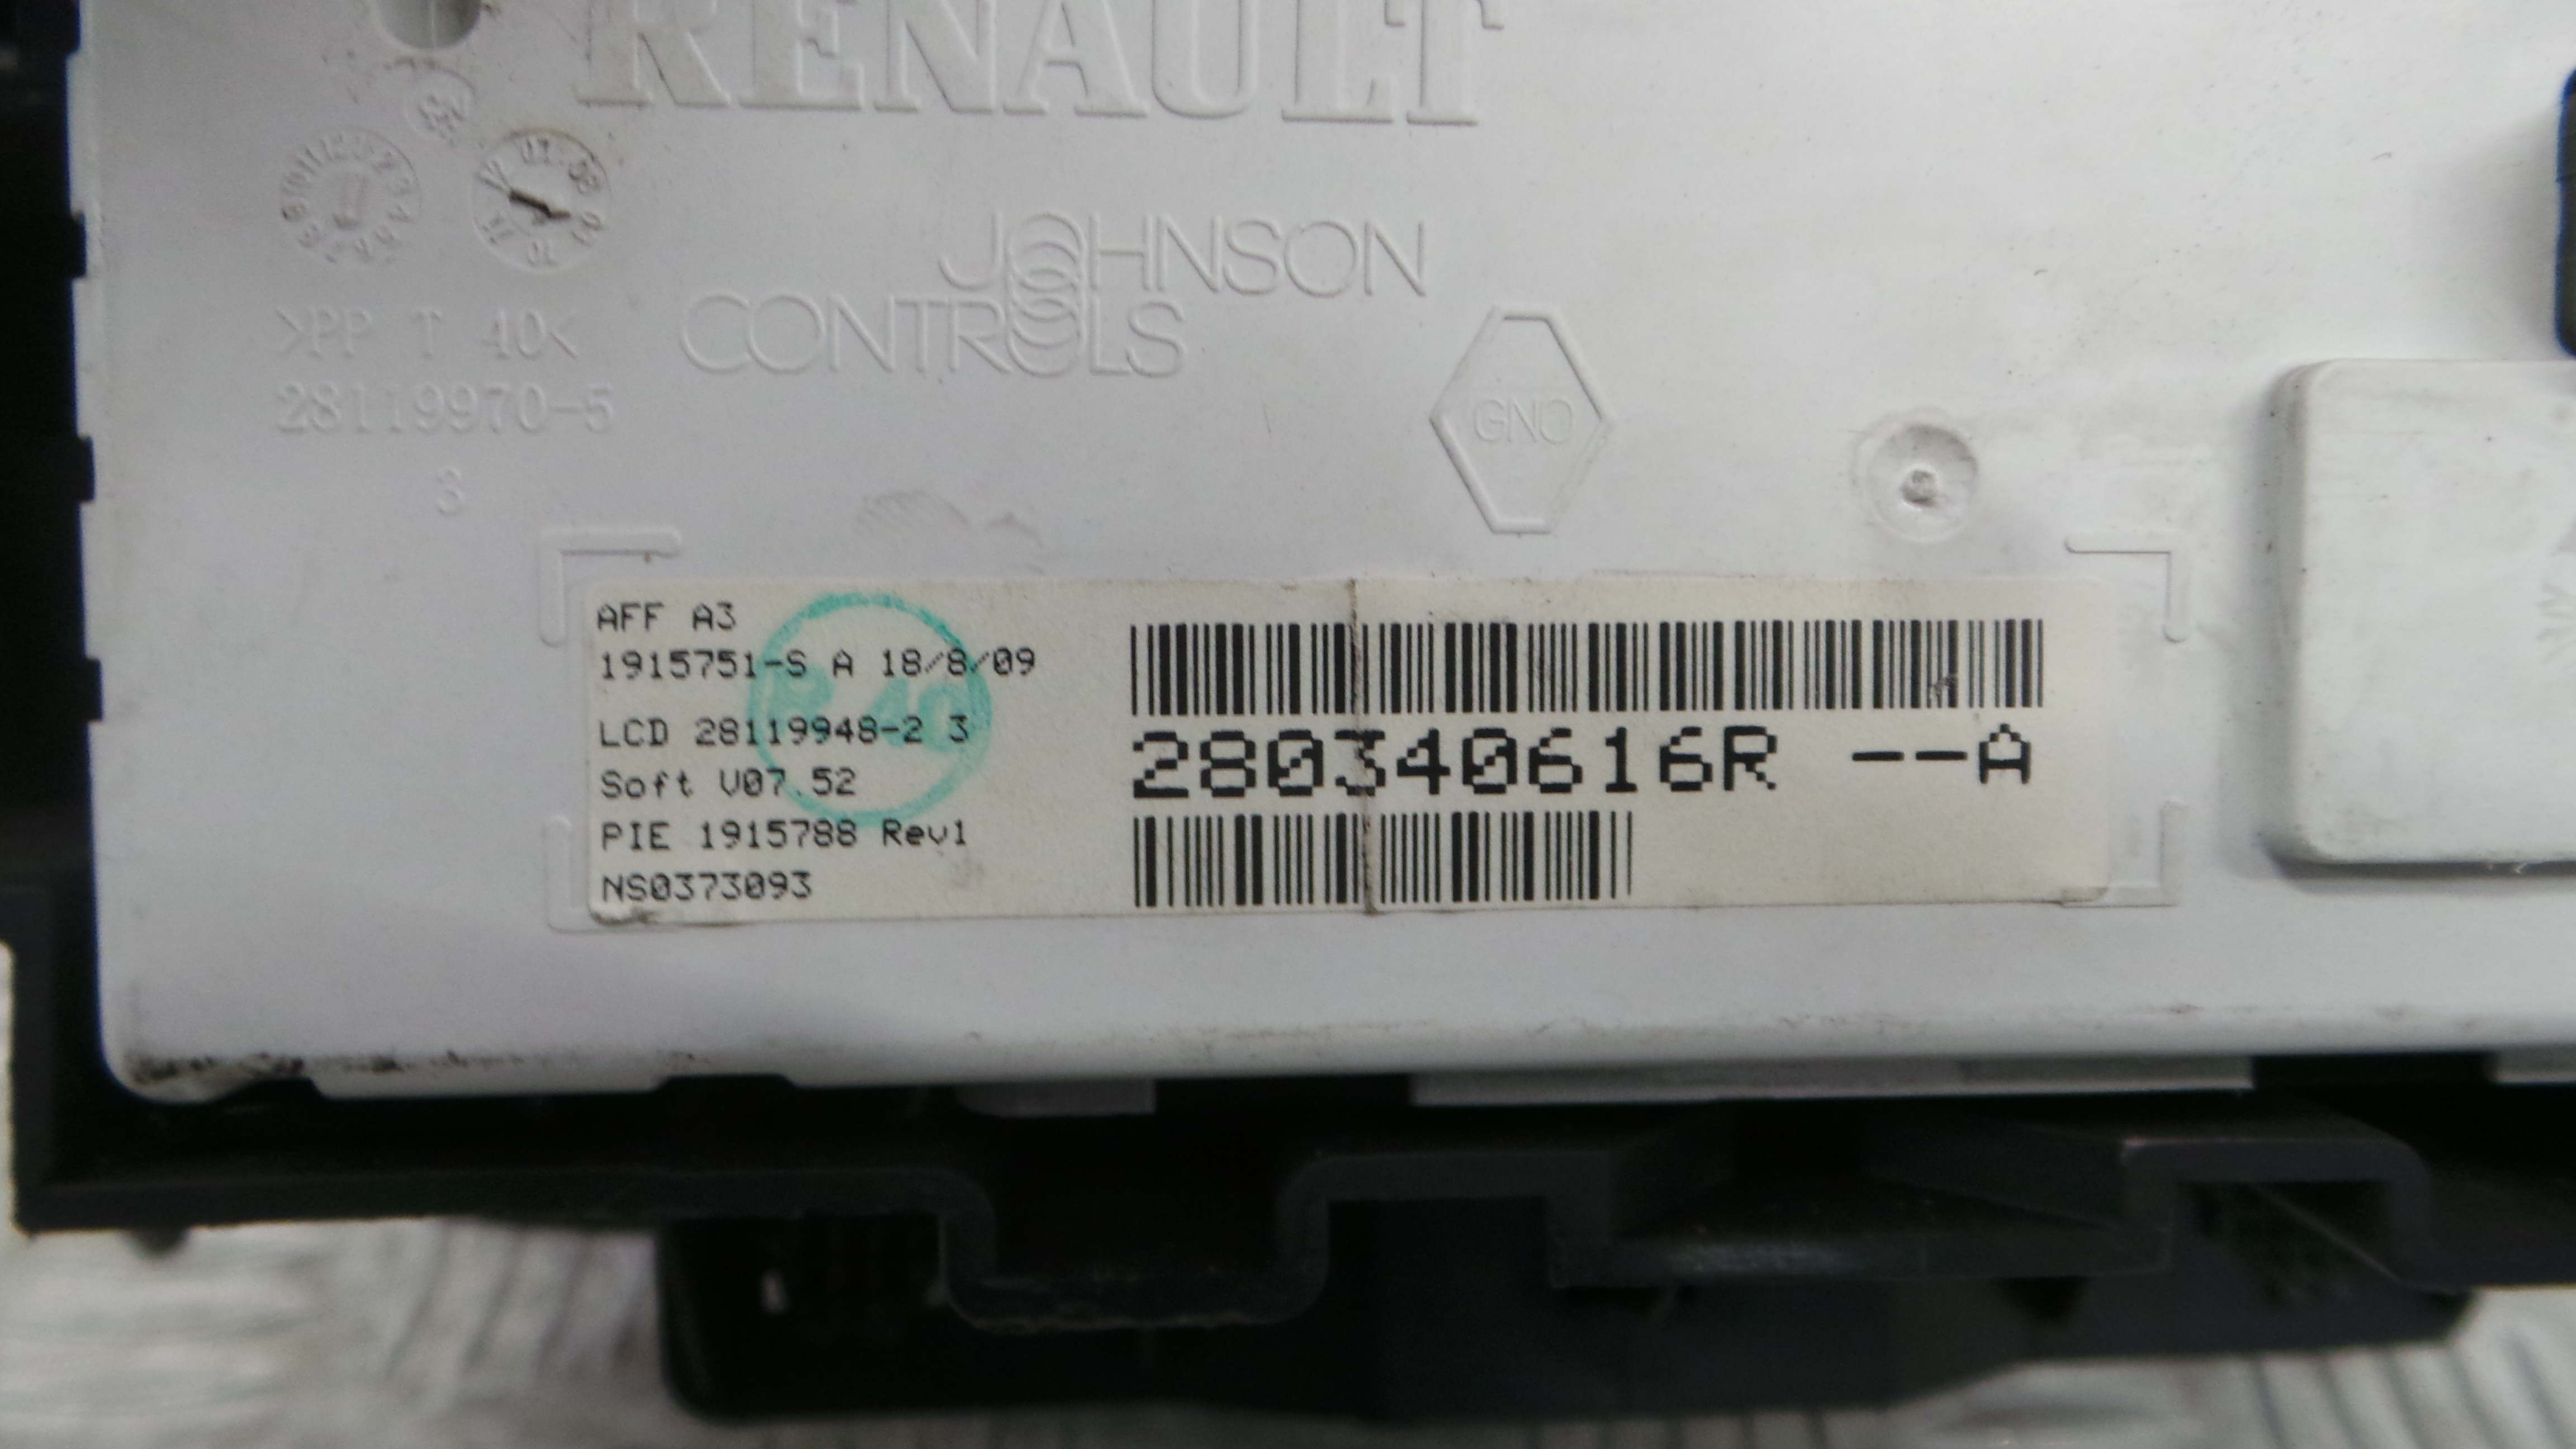 RENAULT
JOHNSON
CONTROLS
>PP T 40<
28119970-5
3
GNO
AFF A3
1915751-S A 18/8/09
LCD 28119948-2 3
Soft V07.52
PIE 1915788 Rev1
NS0373093
280340616R --A